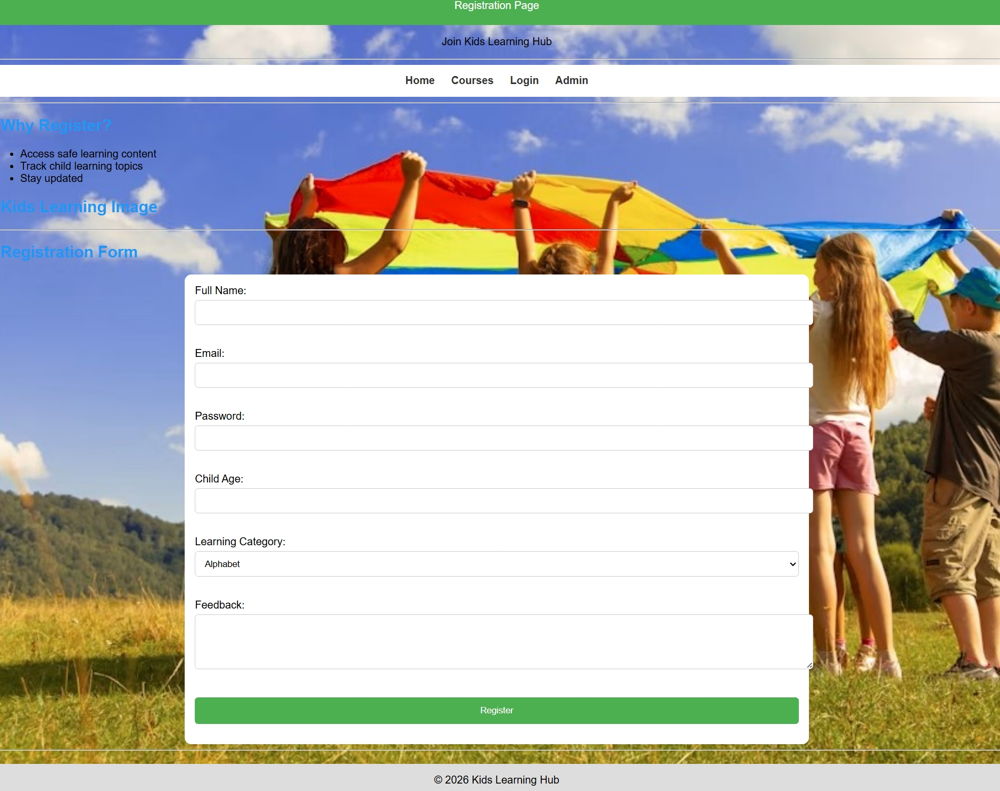 Registration Page
Join Kids Learning Hub
Home Courses Login Admin
Why Register?
Access safe learning content
Track child learning topics
Stay updated
Kids Learning Image
Registration Form
Full Name:
Email:
Password:
Child Age:
Learning Category:
Alphabet
Feedback:
Register
© 2026 Kids Learning Hub